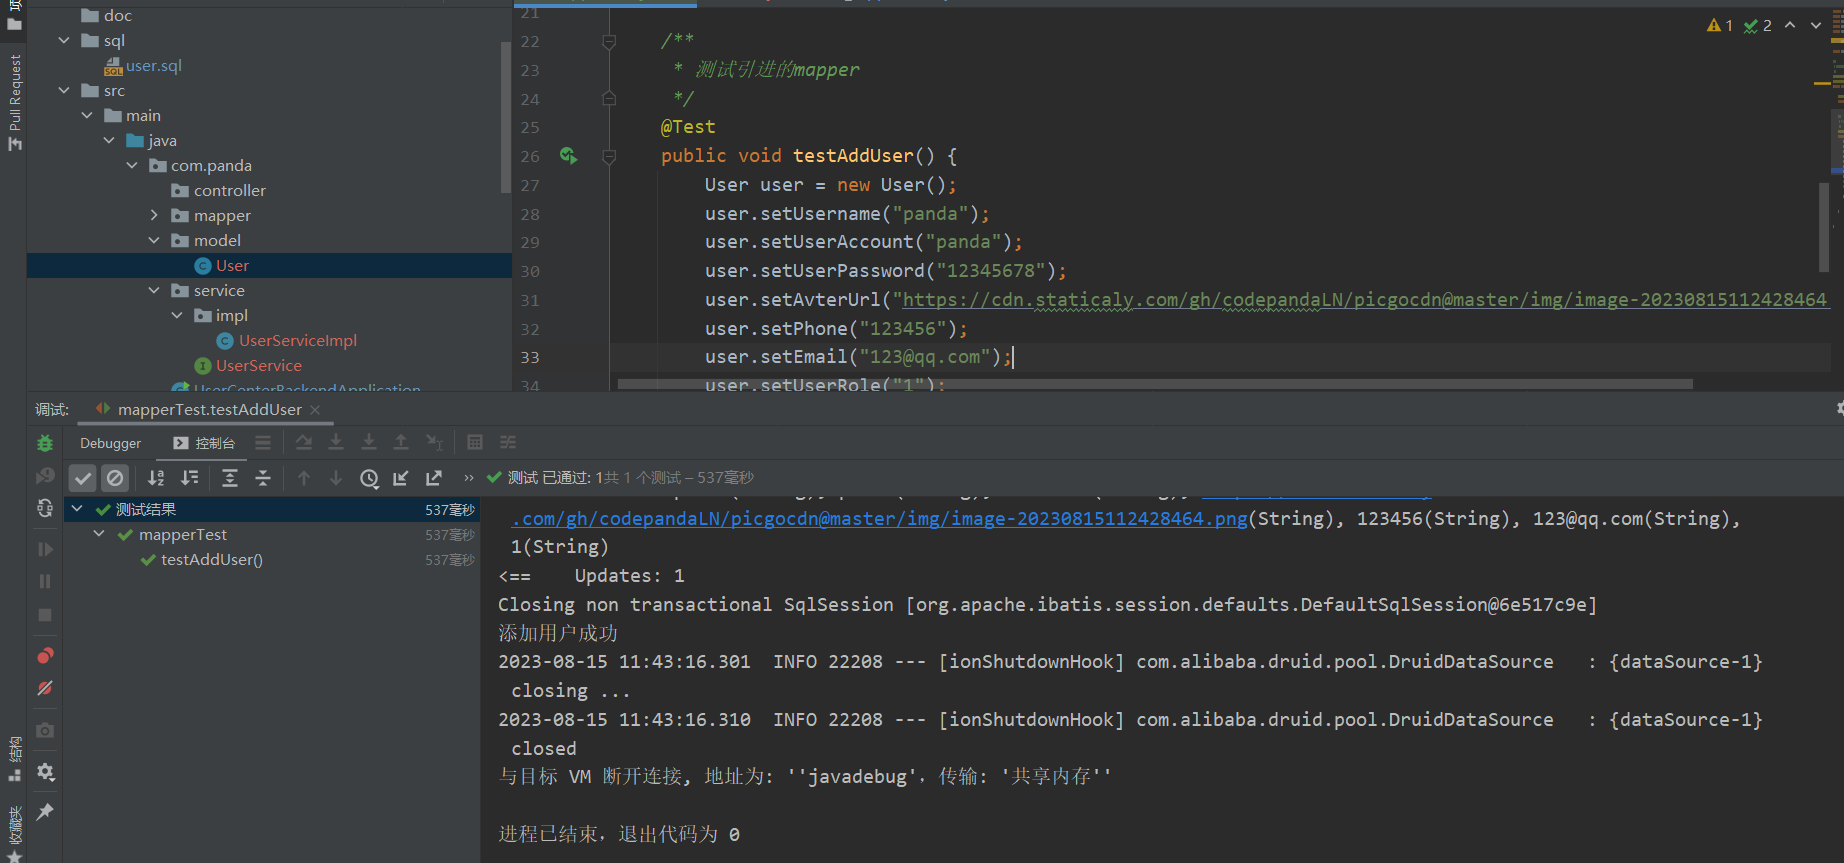 doc
sql
user.sql
src
main
java
com.panda
controller
mapper
model
User
service
impl
UserServiceImpl
UserService
UserCenterBackendApplication
Pull Request
结构
收藏夹
21
22 /**
23 * 测试引进的mapper
24 */
25 @Test
26 public void testAddUser() {
27 User user = new User();
28 user.setUsername("panda");
29 user.setUserAccount("panda");
30 user.setUserPassword("12345678");
31 user.setAvterUrl("https://cdn.staticaly.com/gh/codepandaLN/picgocdn@master/img/image-20230815112428464
32 user.setPhone("123456");
33 user.setEmail("123@qq.com");
34 user.setUserRole("1");
1 2
调试: mapperTest.testAddUser
Debugger 控制台
测试 已通过: 1共 1 个测试 – 537毫秒
测试结果 537毫秒
mapperTest 537毫秒
testAddUser() 537毫秒
.com/gh/codepandaLN/picgocdn@master/img/image-20230815112428464.png(String), 123456(String), 123@qq.com(String),
1(String)
<== Updates: 1
Closing non transactional SqlSession [org.apache.ibatis.session.defaults.DefaultSqlSession@6e517c9e]
添加用户成功
2023-08-15 11:43:16.301 INFO 22208 --- [ionShutdownHook] com.alibaba.druid.pool.DruidDataSource : {dataSource-1}
closing ...
2023-08-15 11:43:16.310 INFO 22208 --- [ionShutdownHook] com.alibaba.druid.pool.DruidDataSource : {dataSource-1}
closed
与目标 VM 断开连接, 地址为: ''javadebug', 传输: '共享内存''
进程已结束，退出代码为 0